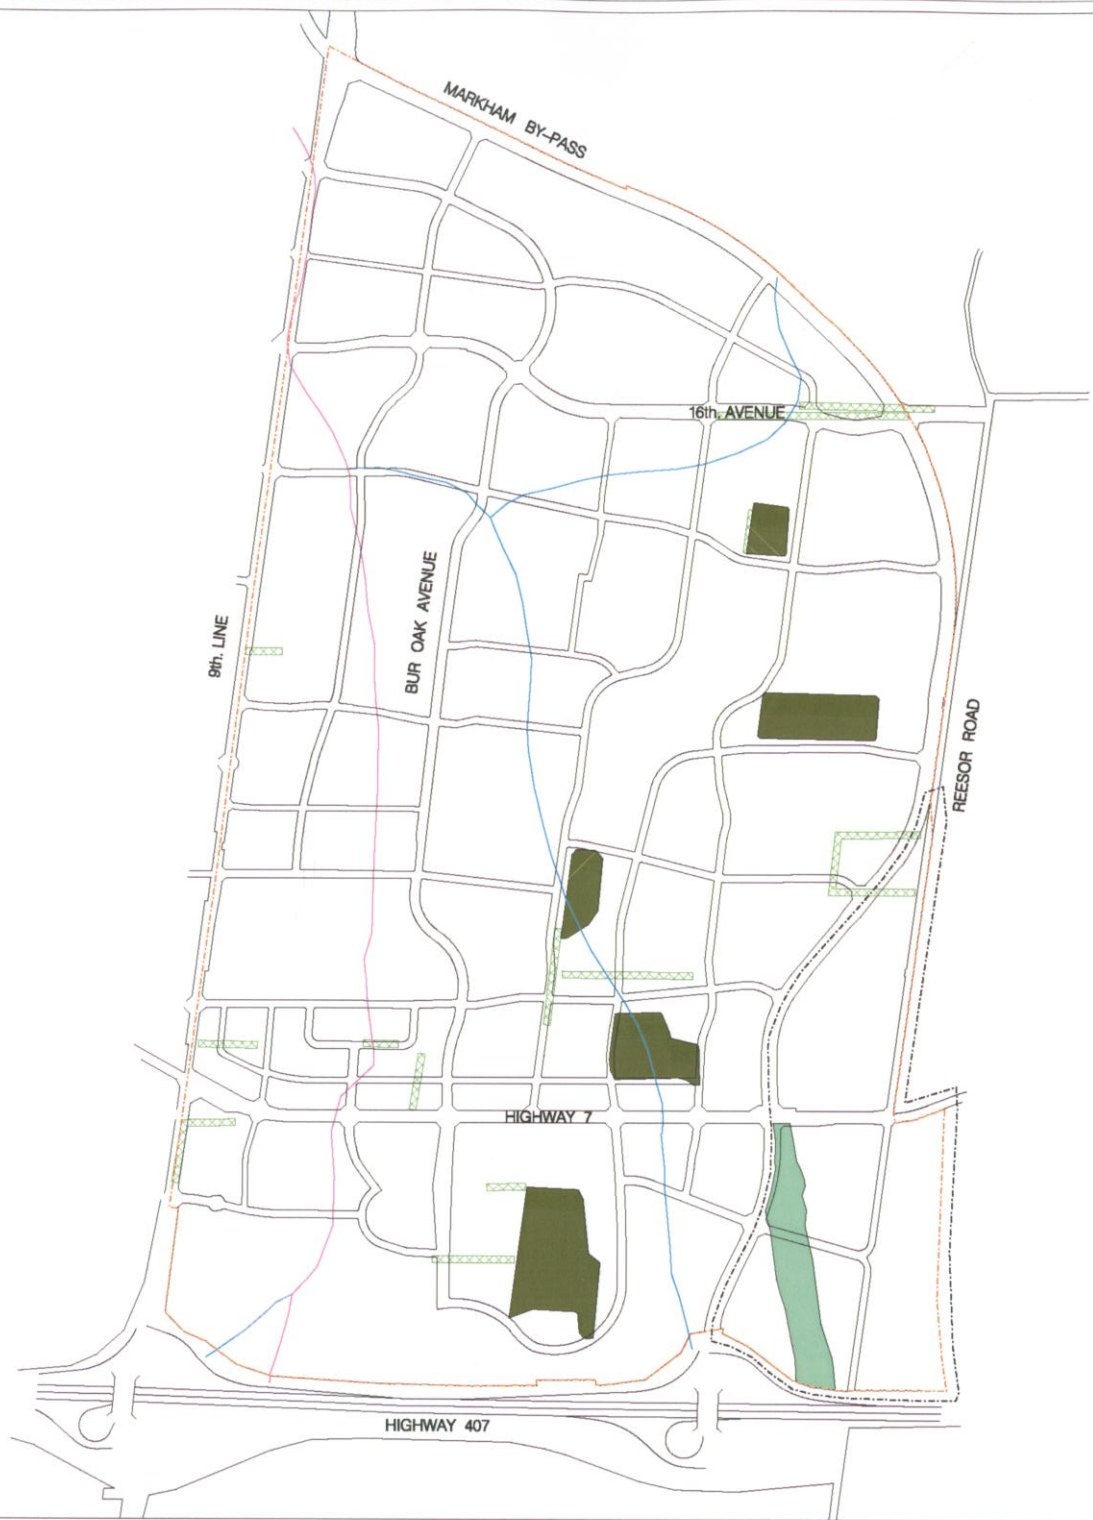 MARKHAM BY-PASS
16th. AVENUE
BUR OAK AVENUE
9th. LINE
REESOR ROAD
HIGHWAY 7
HIGHWAY 407